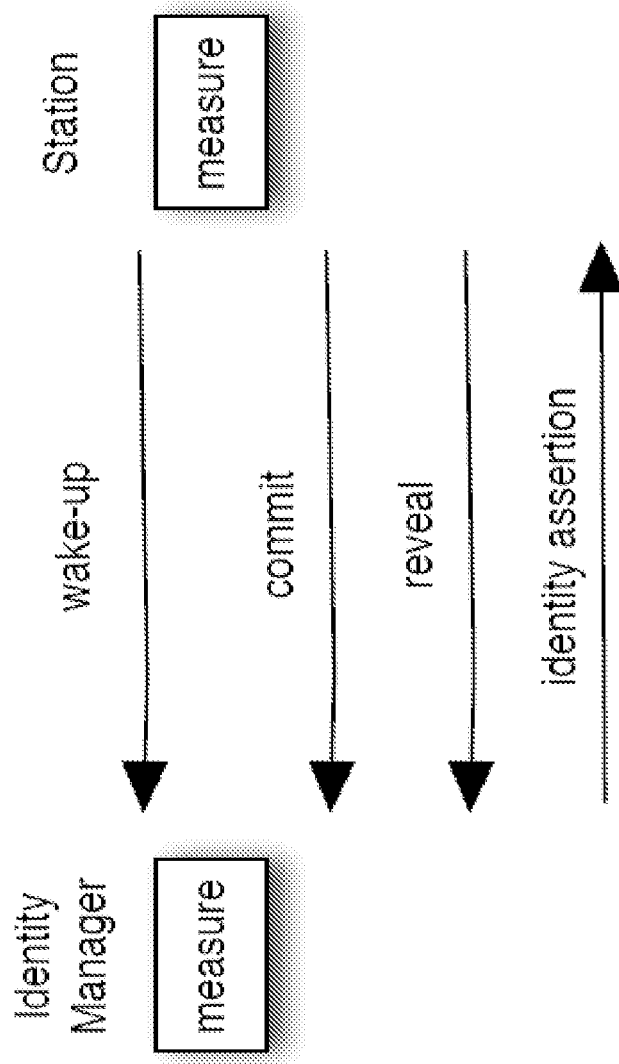 Identity
Manager
Station
wake-up
measure
measure
commit
reveal
identity assertion